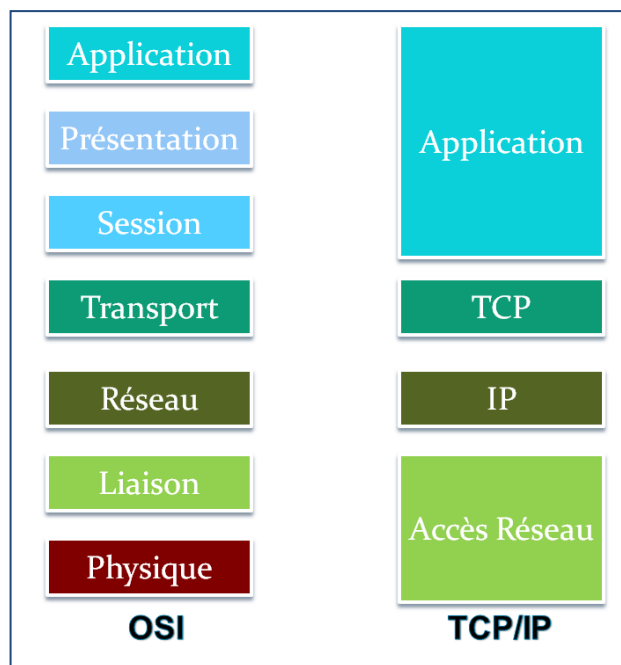 Application
Présentation
Session
Transport
Réseau
Liaison
Physique
OSI
Application
TCP
IP
Accès Réseau
TCP/IP